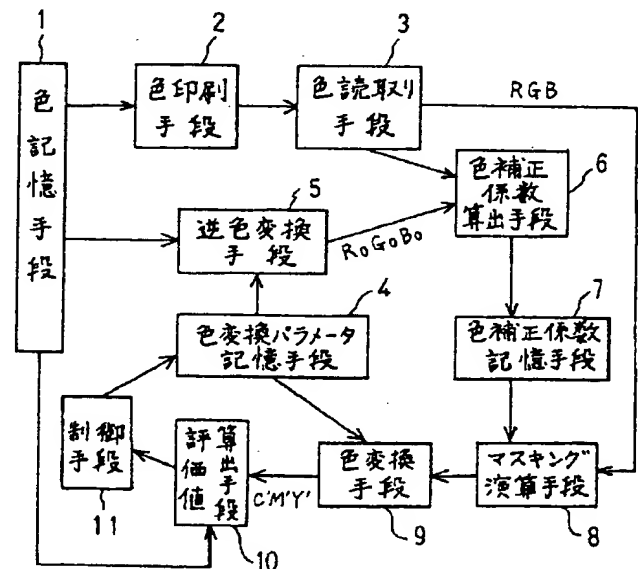 1
色記憶手段
2
色印刷
手段
3
色読取り
手段
RGB
5
逆色変換
手段
R₀G₀B₀
色補正
係数
算出手段
6
4
色変換パラメータ
記憶手段
7
色補正係数
記憶手段
制御
手段
11
評価値
算出手段
10
C'M'Y'
色変換
手段
9
マスキング
演算手段
8